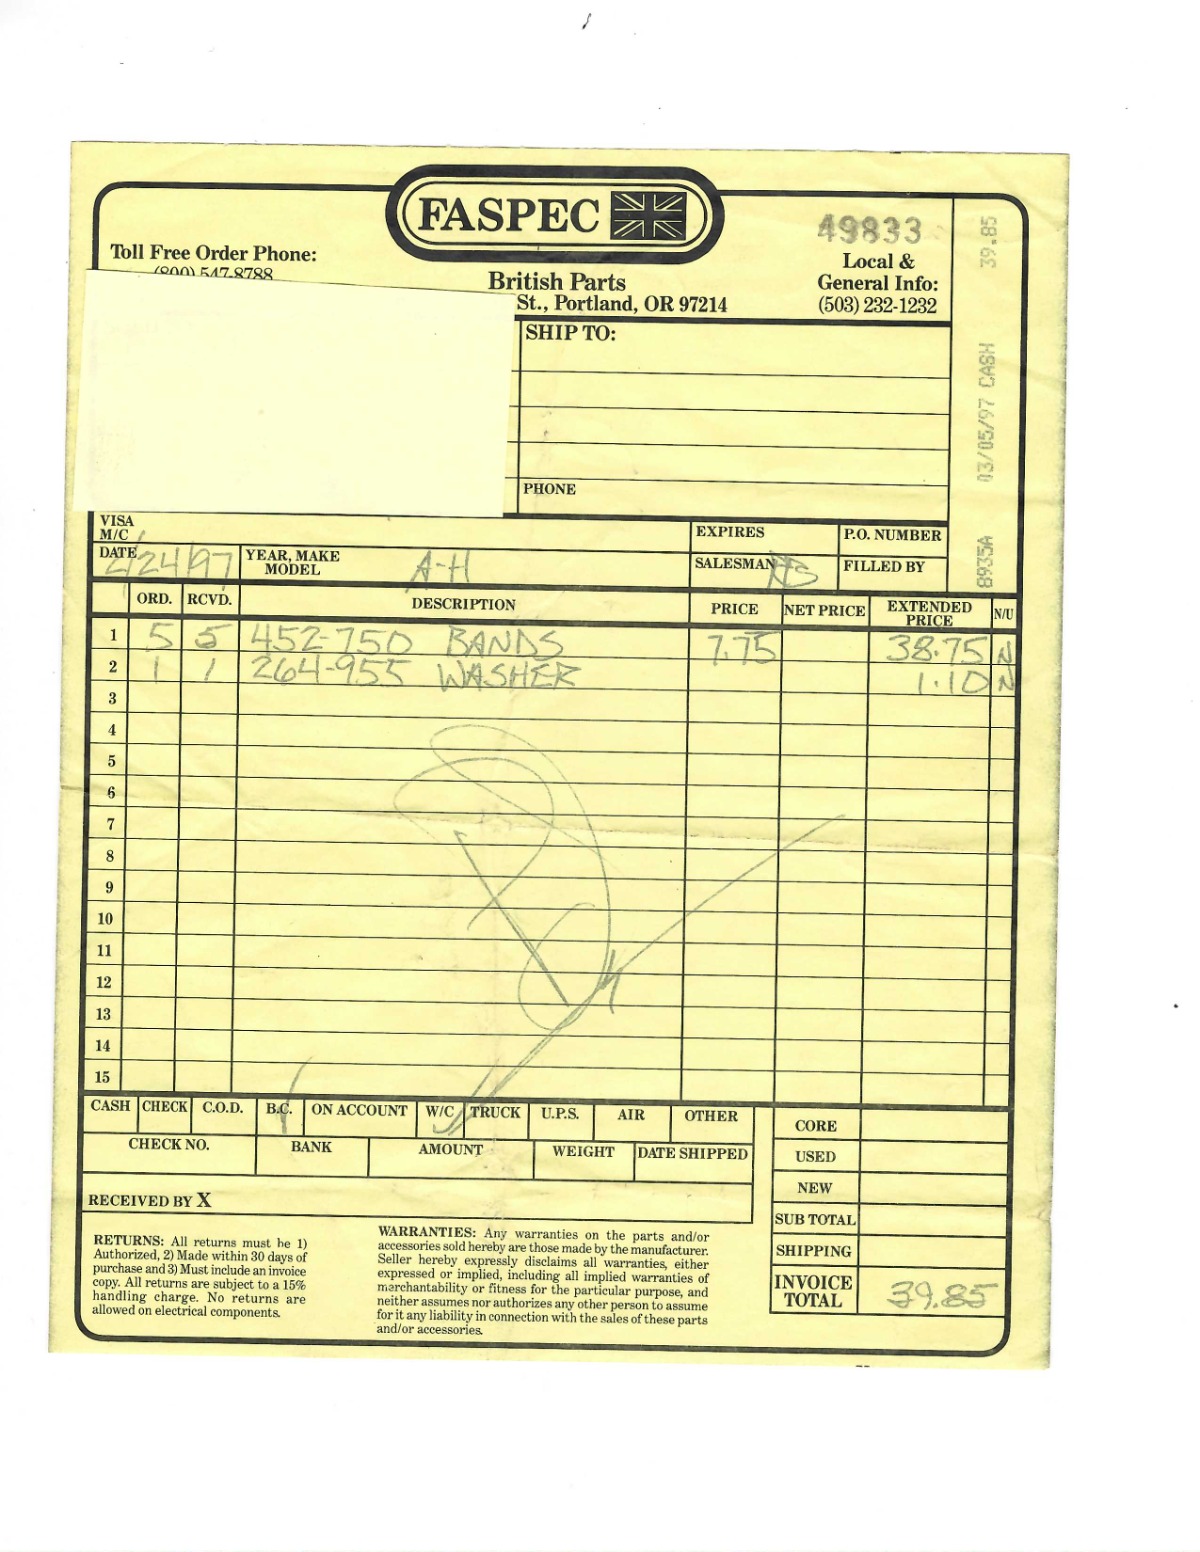 FASPEC
49833
Toll Free Order Phone:
(800) 547-8788
British Parts
St., Portland, OR 97214
Local &
General Info:
(503) 232-1232
39.85
03/05/97 CASH
8935A
SHIP TO:
PHONE
VISA
M/C
EXPIRES
P.O. NUMBER
DATE 2/24/97
YEAR, MAKE
MODEL
A-H
SALESMAN
FILLED BY
ORD. RCVD. DESCRIPTION PRICE NET PRICE EXTENDED PRICE N/U
1 5 5 452-750 BANDS 7.75 38.75 N
2 1 1 264-955 WASHER 1.10 N
3
4
5
6
7
8
9
10
11
12
13
14
15
CASH CHECK C.O.D. B.C. ON ACCOUNT W/C TRUCK U.P.S. AIR OTHER
CHECK NO. BANK AMOUNT WEIGHT DATE SHIPPED
RECEIVED BY X
CORE
USED
NEW
SUB TOTAL
SHIPPING
INVOICE
TOTAL
39.85
RETURNS: All returns must be 1)
Authorized, 2) Made within 30 days of
purchase and 3) Must include an invoice
copy. All returns are subject to a 15%
handling charge. No returns are
allowed on electrical components.
WARRANTIES: Any warranties on the parts and/or
accessories sold hereby are those made by the manufacturer.
Seller hereby expressly disclaims all warranties, either
expressed or implied, including all implied warranties of
merchantability or fitness for the particular purpose, and
neither assumes nor authorizes any other person to assume
for it any liability in connection with the sales of these parts
and/or accessories.